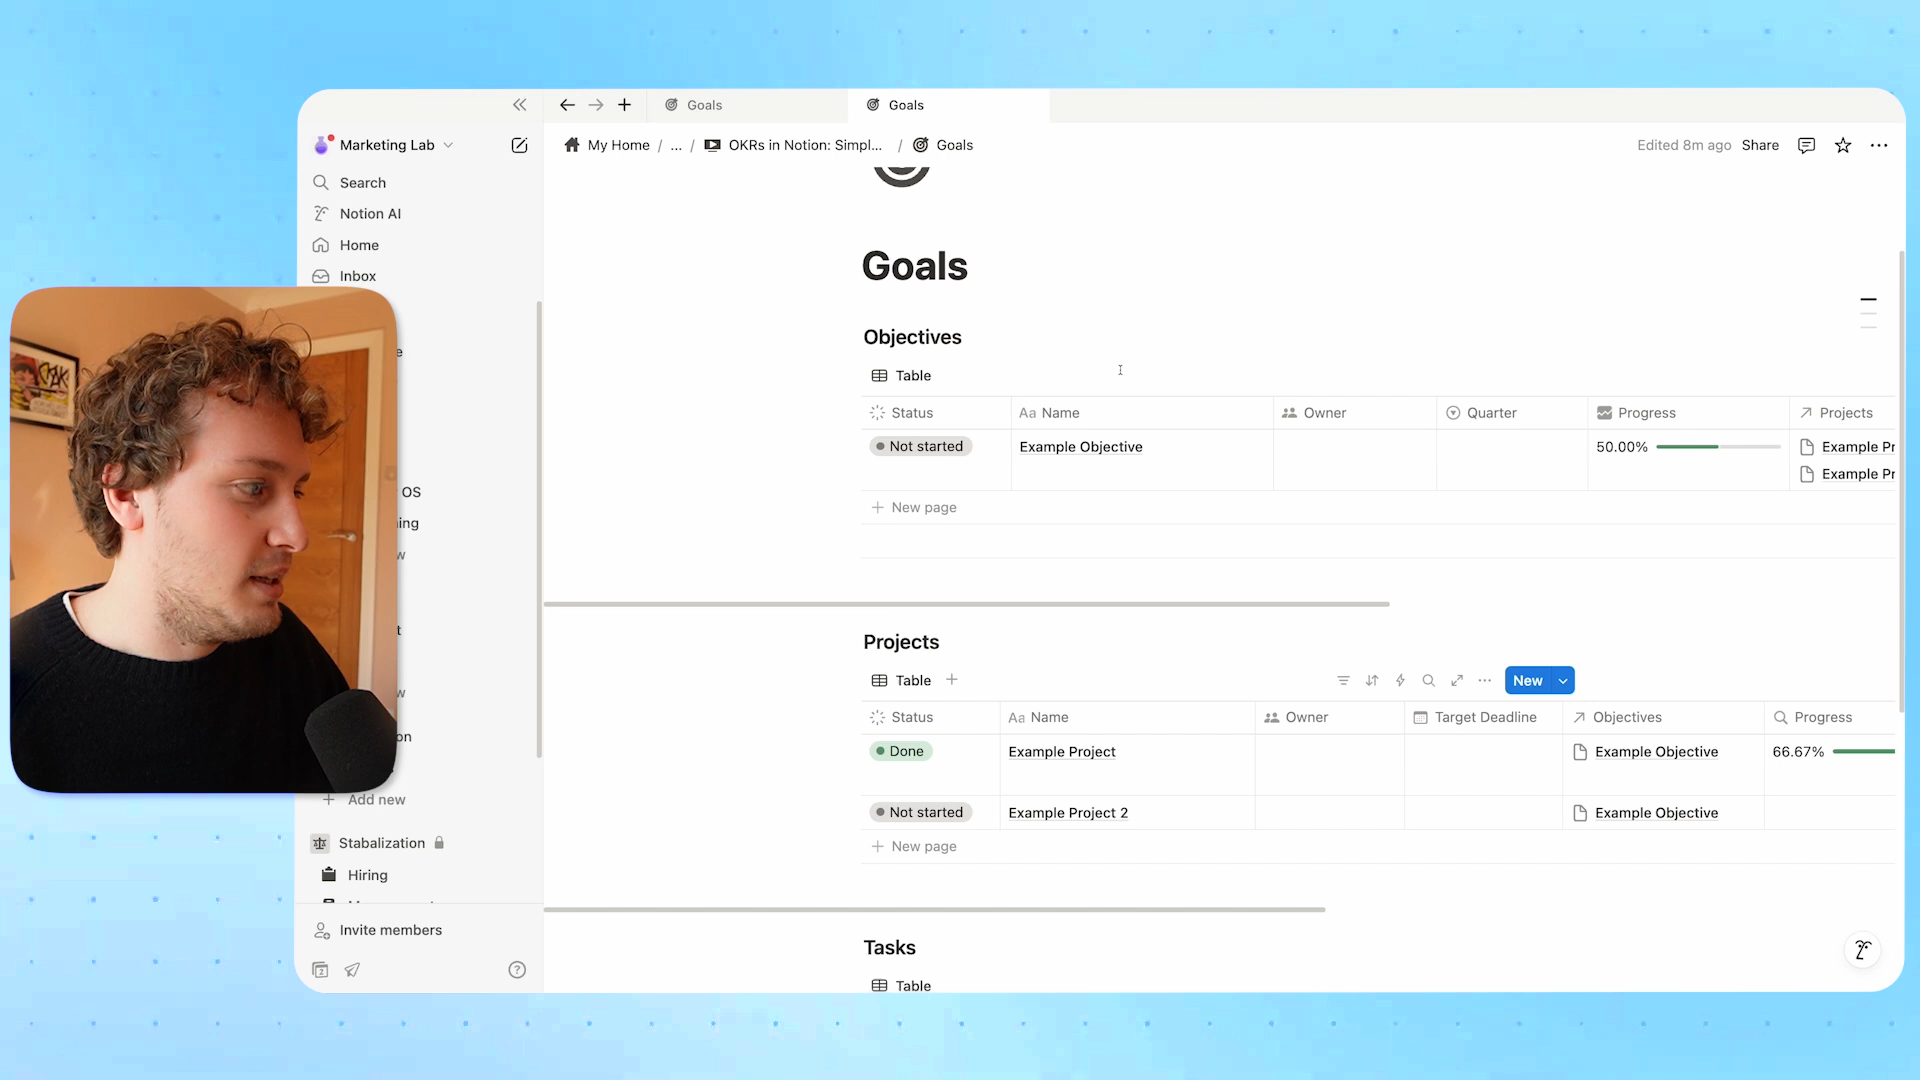 Goals
Goals
Marketing Lab
My Home / ... / OKRs in Notion: Simpl... / Goals
Edited 8m ago
Share
Search
Notion AI
Home
Inbox
e
OS
ing
w
t
w
on
Add new
Stabalization
Hiring
Invite members
Goals
Objectives
Table
Status
Aa Name
Owner
Quarter
Progress
Projects
Not started
Example Objective
50.00%
Example Pr
Example Pr
New page
Projects
Table
New
Status
Aa Name
Owner
Target Deadline
Objectives
Progress
Done
Example Project
Example Objective
66.67%
Not started
Example Project 2
Example Objective
New page
Tasks
Table